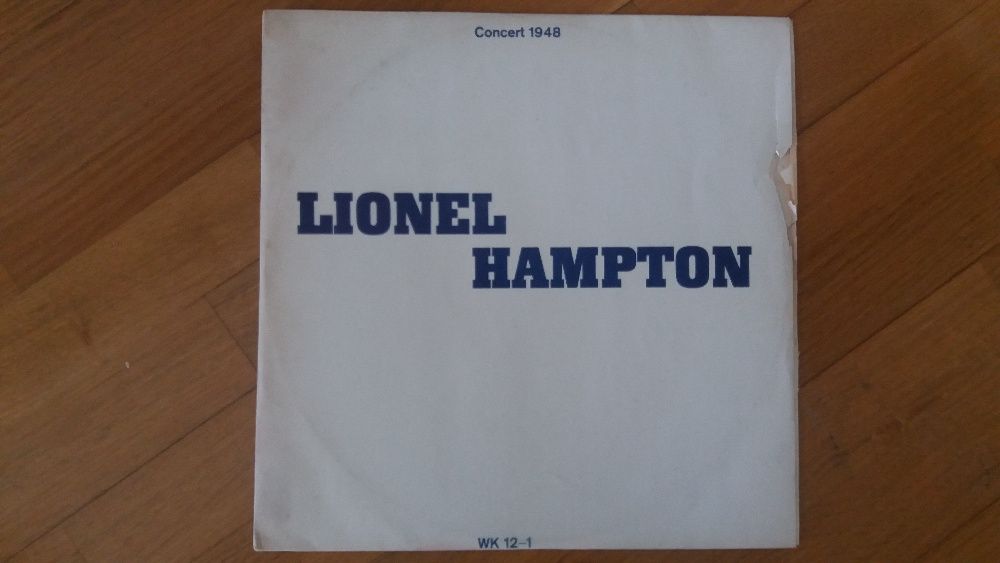 Concert 1948
LIONEL
HAMPTON
WK 12-1